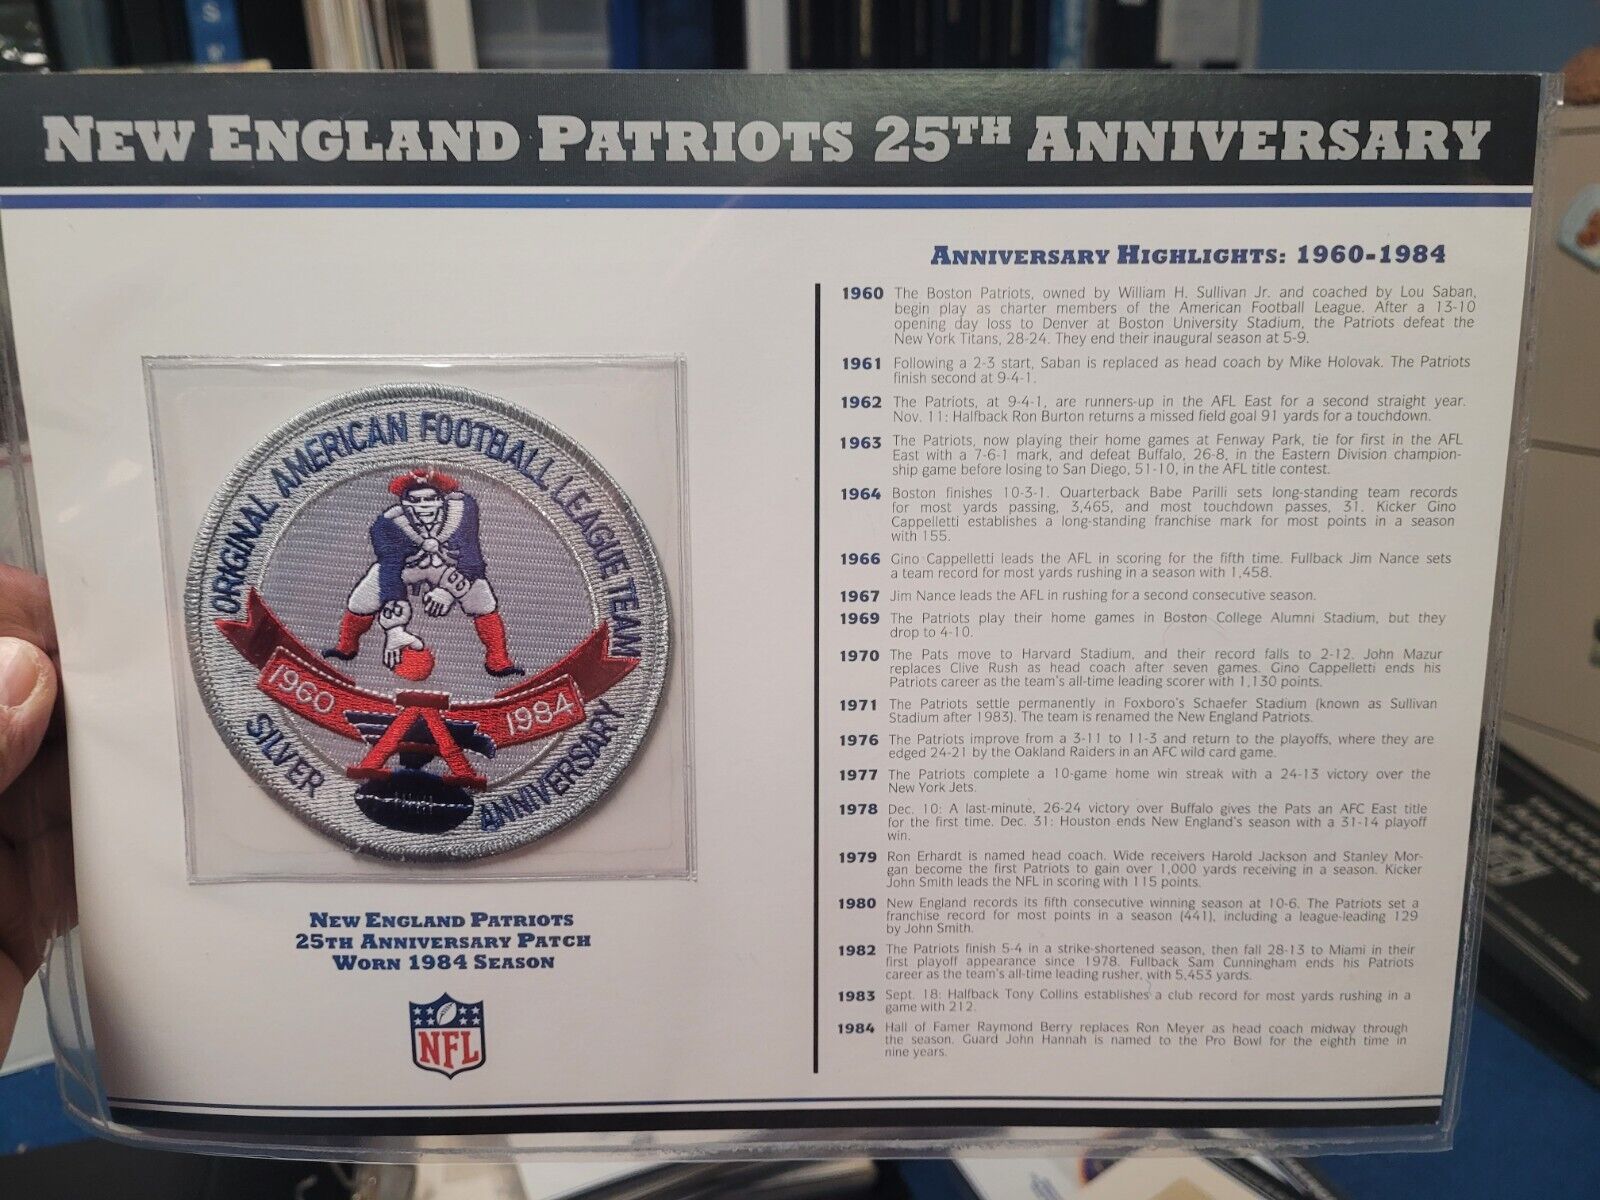 NEW ENGLAND PATRIOTS 25TH ANNIVERSARY
ORIGINAL AMERICAN FOOTBALL LEAGUE TEAM
1960
1984
SILVER ANNIVERSARY
NEW ENGLAND PATRIOTS
25TH ANNIVERSARY PATCH
WORN 1984 SEASON
NFL
ANNIVERSARY HIGHLIGHTS: 1960-1984
1960 The Boston Patriots, owned by William H. Sullivan Jr. and coached by Lou Saban,
begin play as charter members of the American Football League. After a 13-10
opening day loss to Denver at Boston University Stadium, the Patriots defeat the
New York Titans, 28-24. They end their inaugural season at 5-9.
1961 Following a 2-3 start, Saban is replaced as head coach by Mike Holovak. The Patriots
finish second at 9-4-1.
1962 The Patriots, at 9-4-1, are runners-up in the AFL East for a second straight year.
Nov. 11: Halfback Ron Burton returns a missed field goal 91 yards for a touchdown.
1963 The Patriots, now playing their home games at Fenway Park, tie for first in the AFL
East with a 7-6-1 mark, and defeat Buffalo, 26-8, in the Eastern Division champion-
ship game before losing to San Diego, 51-10, in the AFL title contest.
1964 Boston finishes 10-3-1. Quarterback Babe Parilli sets long-standing team records
for most yards passing, 3,465, and most touchdown passes, 31. Kicker Gino
Cappelletti establishes a long-standing franchise mark for most points in a season
with 155.
1966 Gino Cappelletti leads the AFL in scoring for the fifth time. Fullback Jim Nance sets
a team record for most yards rushing in a season with 1,458.
1967 Jim Nance leads the AFL in rushing for a second consecutive season.
1969 The Patriots play their home games in Boston College Alumni Stadium, but they
drop to 4-10.
1970 The Pats move to Harvard Stadium, and their record falls to 2-12. John Mazur
replaces Clive Rush as head coach after seven games. Gino Cappelletti ends his
Patriots career as the team's all-time leading scorer with 1,130 points.
1971 The Patriots settle permanently in Foxboro's Schaefer Stadium (known as Sullivan
Stadium after 1983). The team is renamed the New England Patriots.
1976 The Patriots improve from a 3-11 to 11-3 and return to the playoffs, where they are
edged 24-21 by the Oakland Raiders in an AFC wild card game.
1977 The Patriots complete a 10-game home win streak with a 24-13 victory over the
New York Jets.
1978 Dec. 10: A last-minute, 26-24 victory over Buffalo gives the Pats an AFC East title
for the first time. Dec. 31: Houston ends New England's season with a 31-14 playoff
win.
1979 Ron Erhardt is named head coach. Wide receivers Harold Jackson and Stanley Mor-
gan become the first Patriots to gain over 1,000 yards receiving in a season. Kicker
John Smith leads the NFL in scoring with 115 points.
1980 New England records its fifth consecutive winning season at 10-6. The Patriots set a
franchise record for most points in a season (441), including a league-leading 129
by John Smith.
1982 The Patriots finish 5-4 in a strike-shortened season, then fall 28-13 to Miami in their
first playoff appearance since 1978. Fullback Sam Cunningham ends his Patriots
career as the team's all-time leading rusher, with 5,453 yards.
1983 Sept. 18: Halfback Tony Collins establishes a club record for most yards rushing in a
game with 212.
1984 Hall of Famer Raymond Berry replaces Ron Meyer as head coach midway through
the season. Guard John Hannah is named to the Pro Bowl for the eighth time in
nine years.